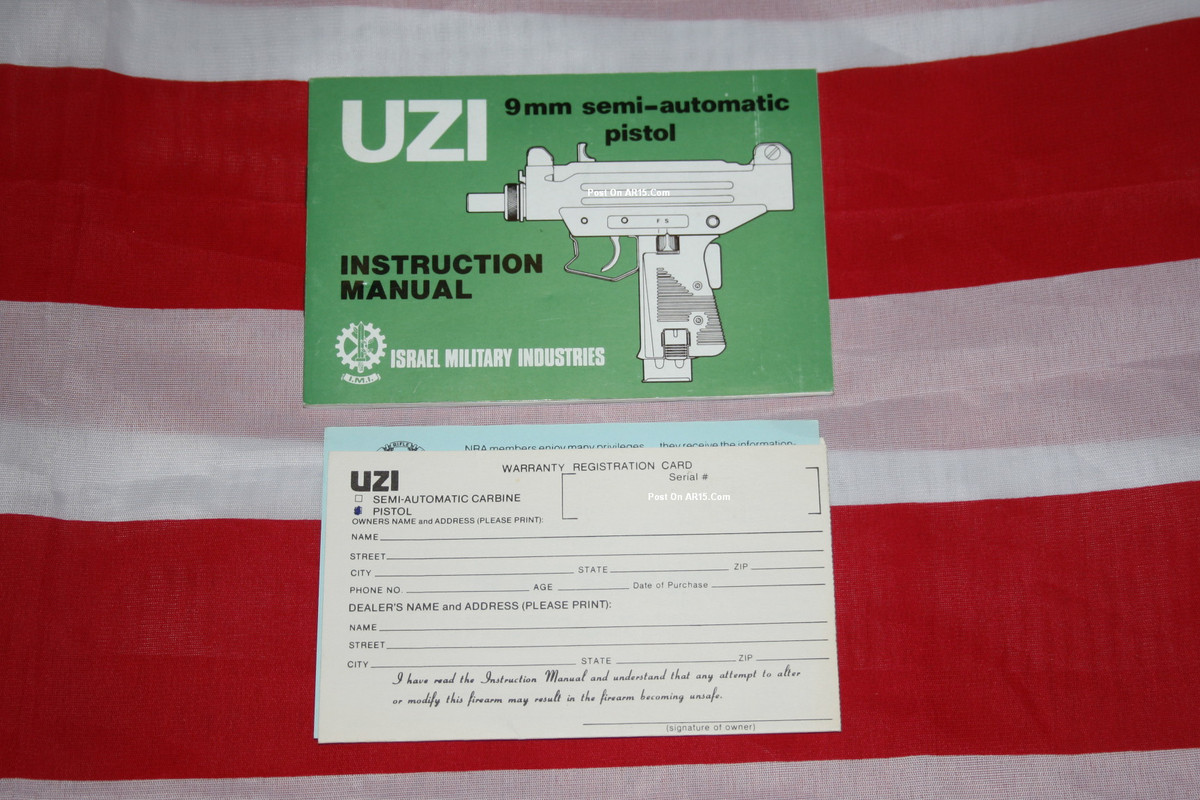 UZI
9mm semi-automatic
pistol
Post On AR15.Com
F S
INSTRUCTION
MANUAL
I.M.I.
ISRAEL MILITARY INDUSTRIES
RIFLE
NRA members enjoy many privileges they receive the information-
UZI
WARRANTY REGISTRATION CARD
Serial #
Post On AR15.Com
SEMI-AUTOMATIC CARBINE
PISTOL
OWNERS NAME and ADDRESS (PLEASE PRINT):
NAME
STREET
CITY STATE ZIP
PHONE NO. AGE Date of Purchase
DEALER'S NAME and ADDRESS (PLEASE PRINT):
NAME
STREET
CITY STATE ZIP
I have read the Instruction Manual and understand that any attempt to alter
or modify this firearm may result in the firearm becoming unsafe.
(signature of owner)